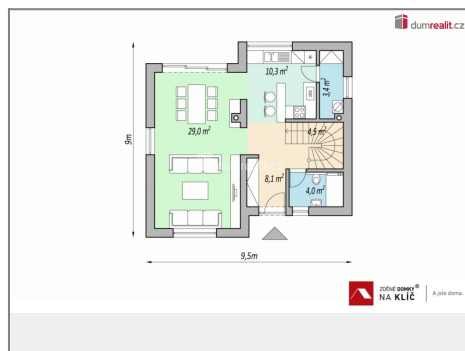 dumrealit.cz
10,3 m²
3,4 m²
29,0 m²
4,5 m²
8,1 m²
4,0 m²
9m
9,5m
ZDĚNÉ DOMKY®
NA KLÍČ
A jste doma.